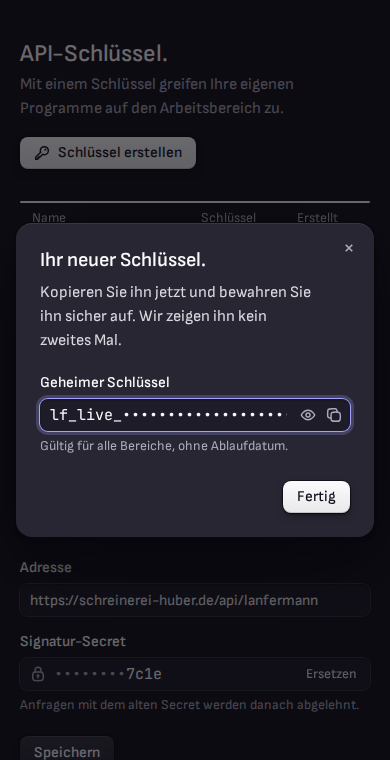 API-Schlüssel.
Mit einem Schlüssel greifen Ihre eigenen
Programme auf den Arbeitsbereich zu.
Schlüssel erstellen
Name Schlüssel Erstellt
Ihr neuer Schlüssel.
Kopieren Sie ihn jetzt und bewahren Sie
ihn sicher auf. Wir zeigen ihn kein
zweites Mal.
Geheimer Schlüssel
lf_live_••••••••••••••••••
Gültig für alle Bereiche, ohne Ablaufdatum.
Fertig
Adresse
https://schreinerei-huber.de/api/lanfermann
Signatur-Secret
••••••••7c1e Ersetzen
Anfragen mit dem alten Secret werden danach abgelehnt.
Speichern